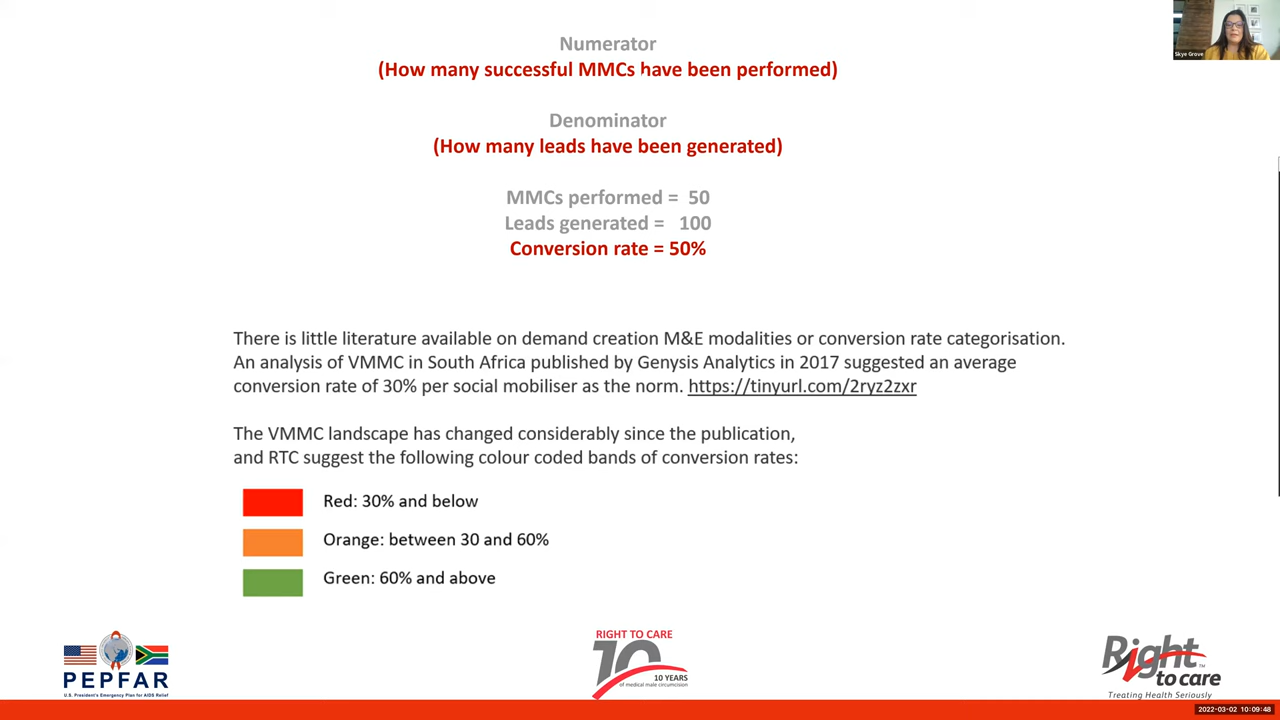 Numerator
(How many successful MMCs have been performed)
Skye Grove
Denominator
(How many leads have been generated)
MMCs performed = 50
Leads generated = 100
Conversion rate = 50%
There is little literature available on demand creation M&E modalities or conversion rate categorisation.
An analysis of VMMC in South Africa published by Genysis Analytics in 2017 suggested an average
conversion rate of 30% per social mobiliser as the norm. https://tinyurl.com/2ryz2zxr
The VMMC landscape has changed considerably since the publication,
and RTC suggest the following colour coded bands of conversion rates:
Red: 30% and below
Orange: between 30 and 60%
Green: 60% and above
PEPFAR
U.S. President's Emergency Plan for AIDS Relief
RIGHT TO CARE
10
10 YEARS
of medical male circumcision
Right
to care
TM
Treating Health Seriously
2022-03-02 10:09:48